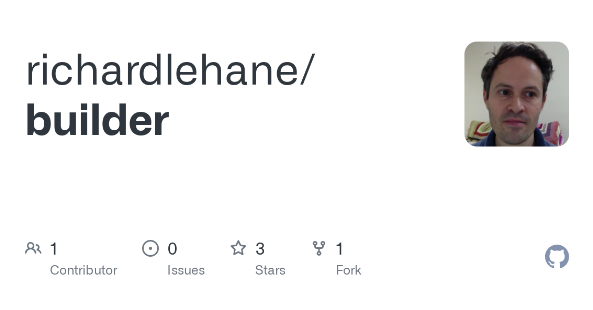 richardlehane/
builder
1
Contributor
0
Issues
3
Stars
1
Fork